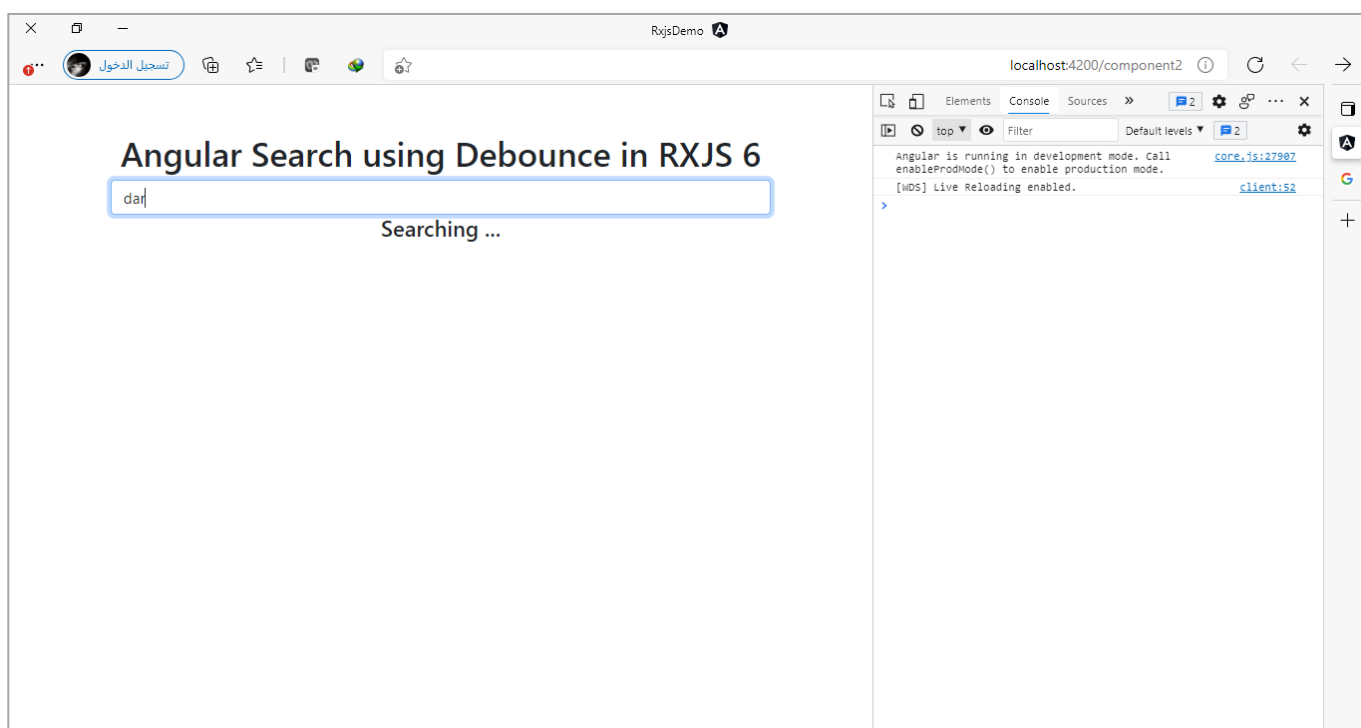 RxjsDemo
تسجيل الدخول
localhost:4200/component2
Elements Console Sources » 2
top Filter Default levels 2
Angular is running in development mode. Call core.js:27907
enableProdMode() to enable production mode.
[WDS] Live Reloading enabled. client:52
Angular Search using Debounce in RXJS 6
dar
Searching ...